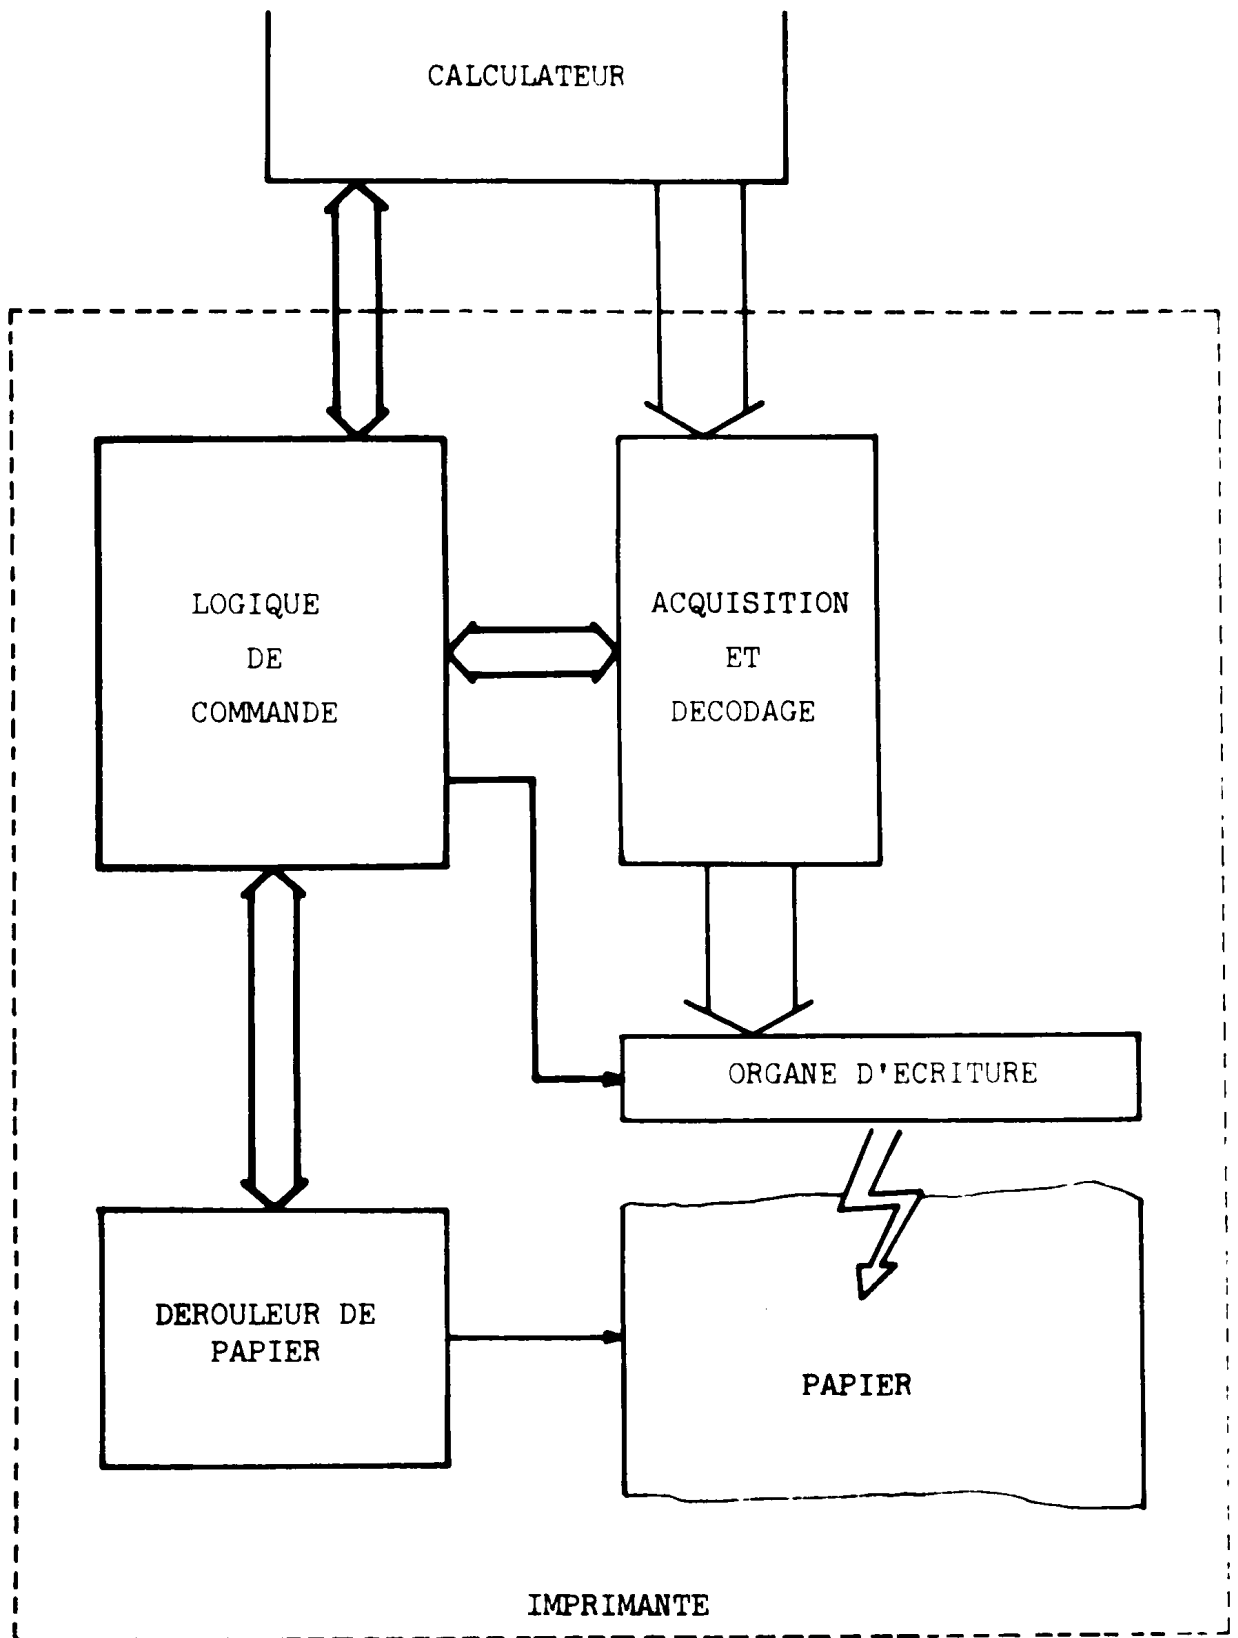 CALCULATEUR
LOGIQUE
DE
COMMANDE
ACQUISITION
ET
DECODAGE
ORGANE D'ECRITURE
DEROULEUR DE
PAPIER
PAPIER
IMPRIMANTE